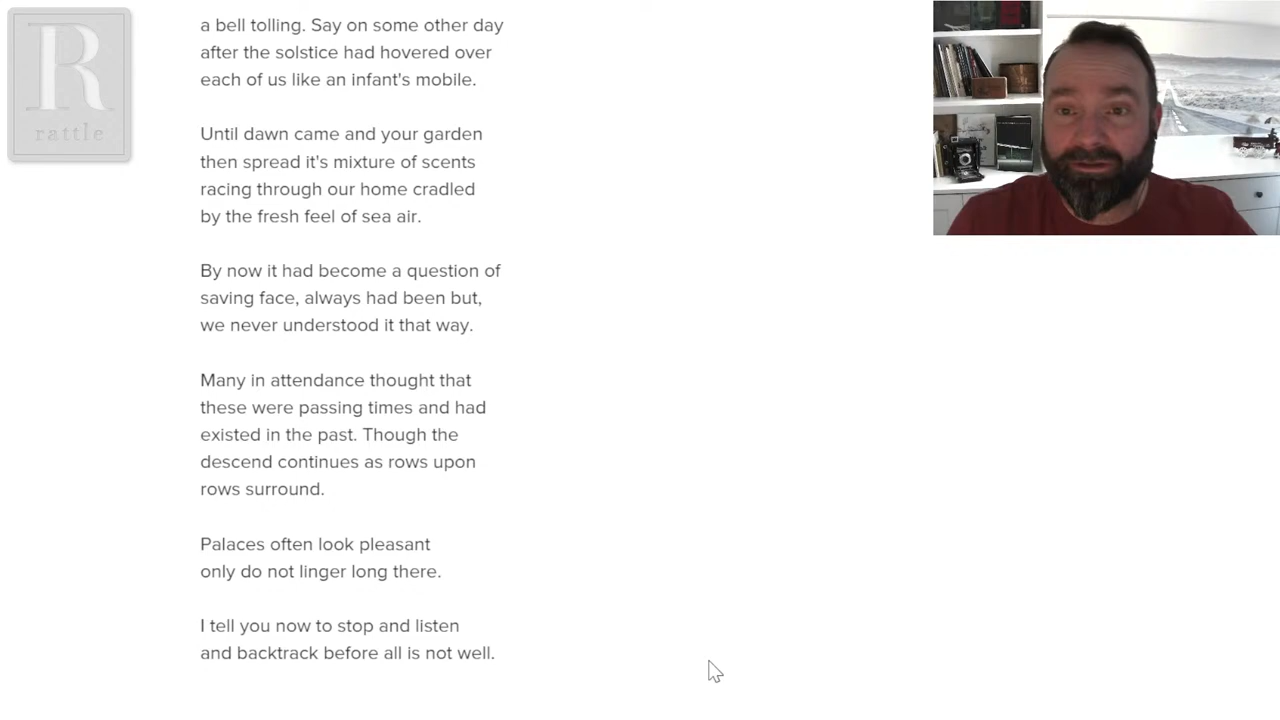 R
rattle
a bell tolling. Say on some other day
after the solstice had hovered over
each of us like an infant's mobile.
Until dawn came and your garden
then spread it's mixture of scents
racing through our home cradled
by the fresh feel of sea air.
By now it had become a question of
saving face, always had been but,
we never understood it that way.
Many in attendance thought that
these were passing times and had
existed in the past. Though the
descend continues as rows upon
rows surround.
Palaces often look pleasant
only do not linger long there.
I tell you now to stop and listen
and backtrack before all is not well.